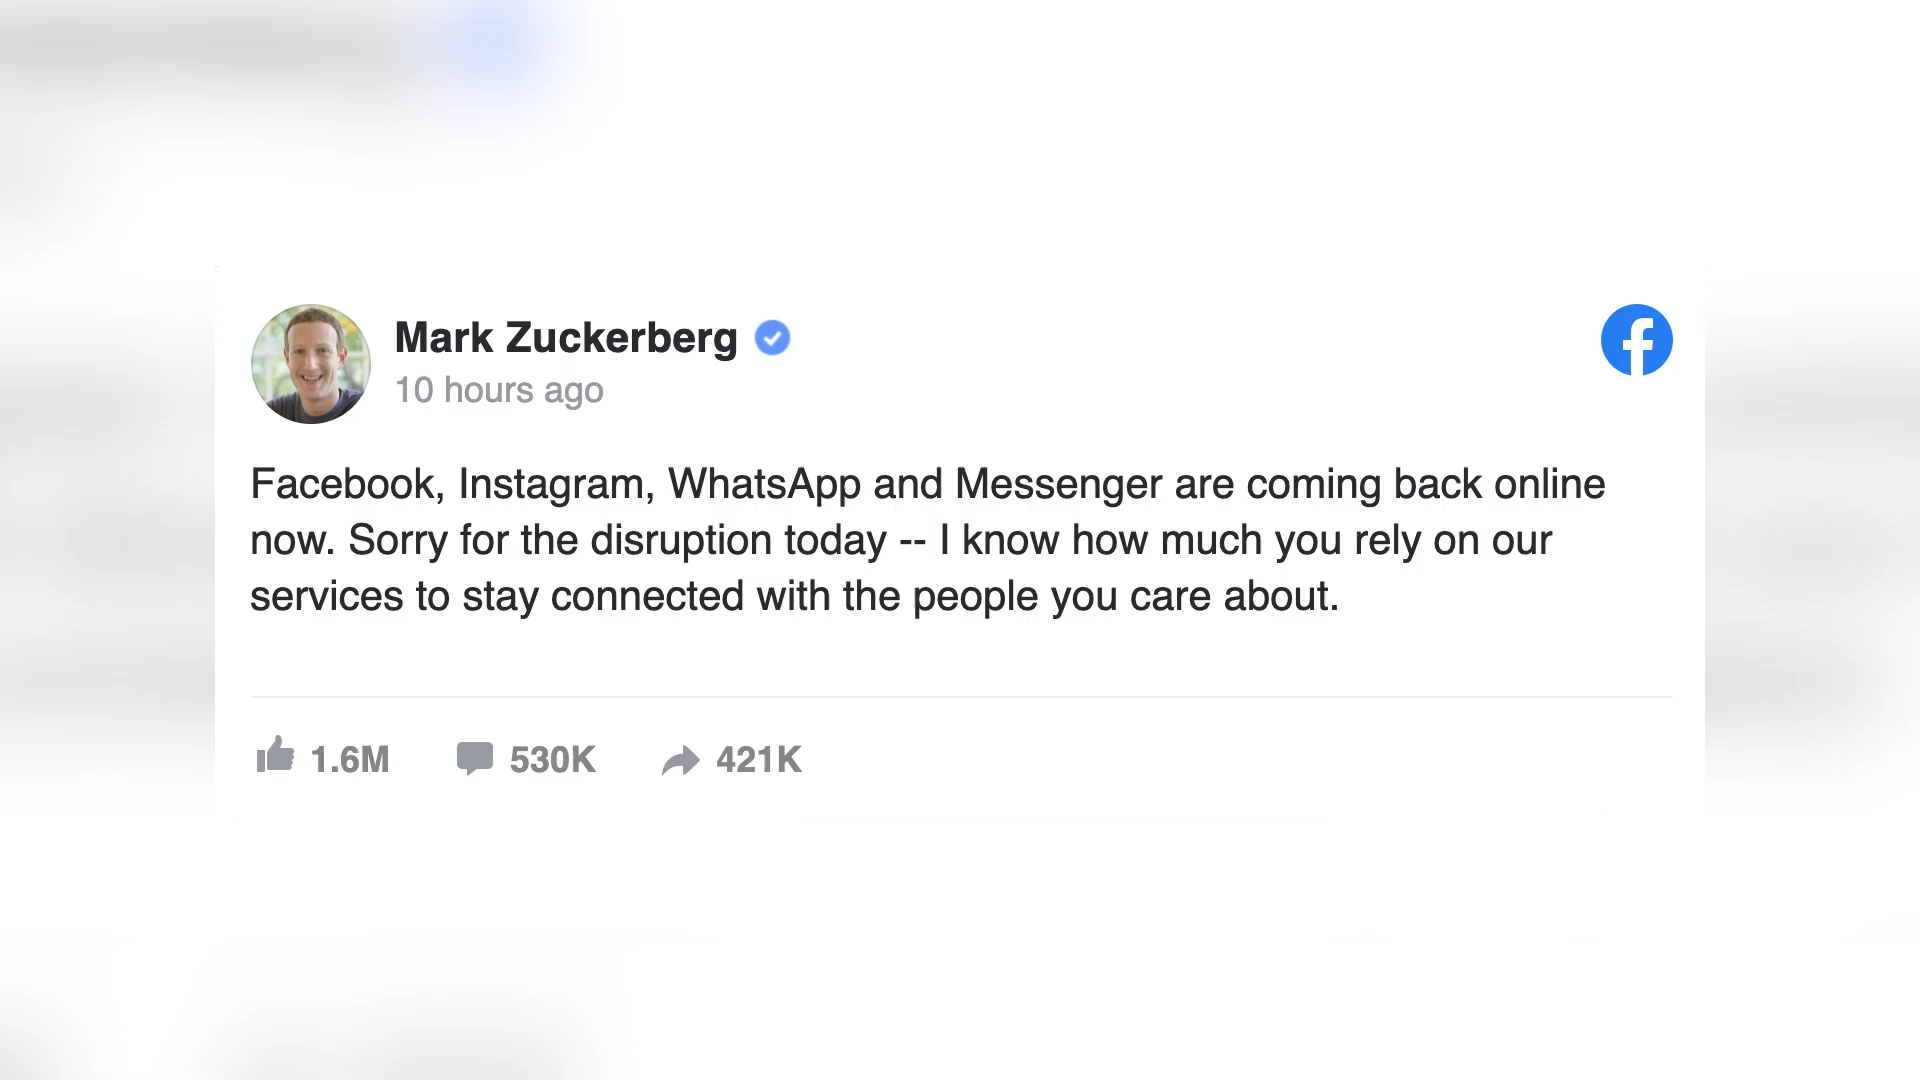 Mark Zuckerberg
10 hours ago
Facebook, Instagram, WhatsApp and Messenger are coming back online
now. Sorry for the disruption today -- I know how much you rely on our
services to stay connected with the people you care about.
1.6M 530K 421K